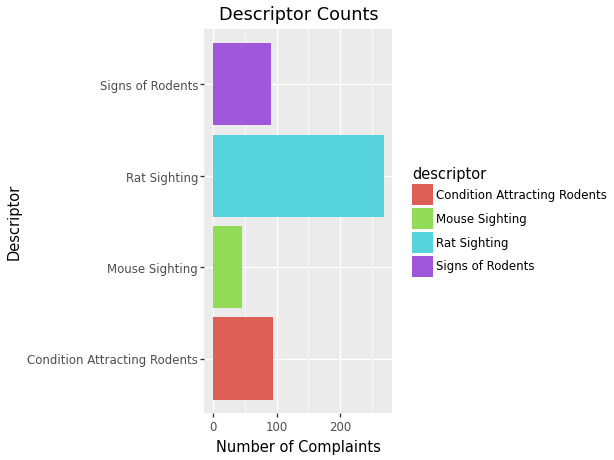 Descriptor Counts
Signs of Rodents
Rat Sighting
Mouse Sighting
Condition Attracting Rodents
Descriptor
0 100 200
Number of Complaints
descriptor
Condition Attracting Rodents
Mouse Sighting
Rat Sighting
Signs of Rodents